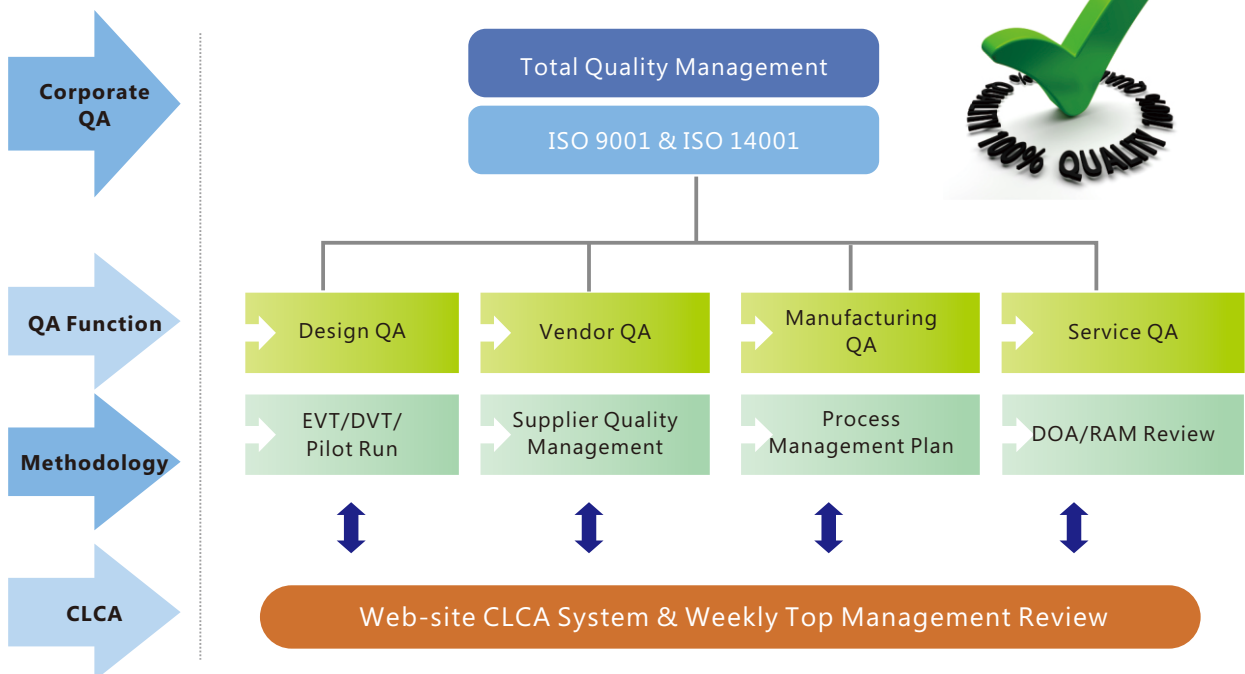 Corporate
QA
Total Quality Management
ISO 9001 & ISO 14001
100% QUALITY
QA Function
Design QA
Vendor QA
Manufacturing
QA
Service QA
Methodology
EVT/DVT/
Pilot Run
Supplier Quality
Management
Process
Management Plan
DOA/RAM Review
CLCA
Web-site CLCA System & Weekly Top Management Review